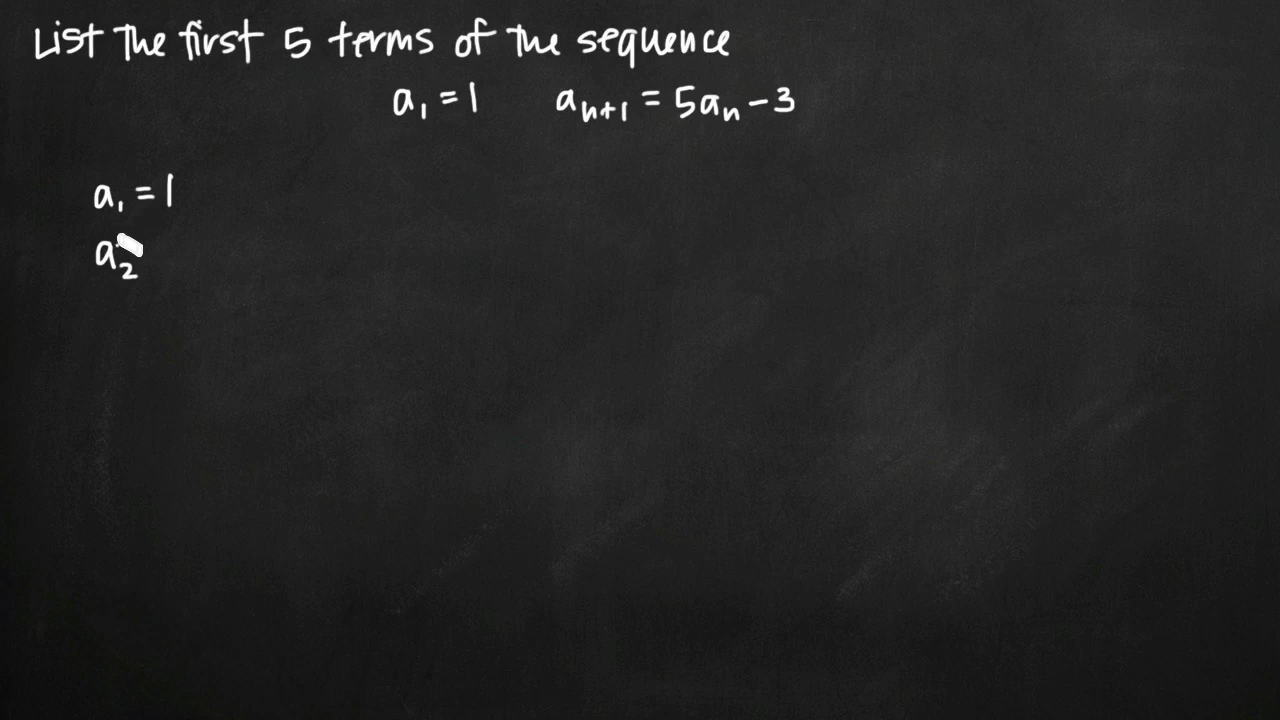 List the first 5 terms of the sequence
a₁ = 1 aₙ₊₁ = 5aₙ − 3
a₁ = 1
a₂